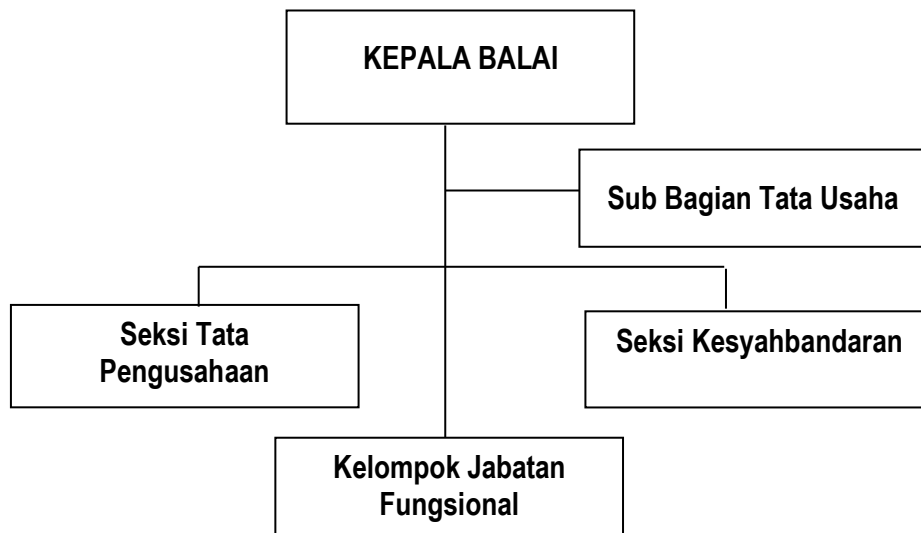 KEPALA BALAI
Sub Bagian Tata Usaha
Seksi Tata
Pengusahaan
Seksi Kesyahbandaran
Kelompok Jabatan
Fungsional